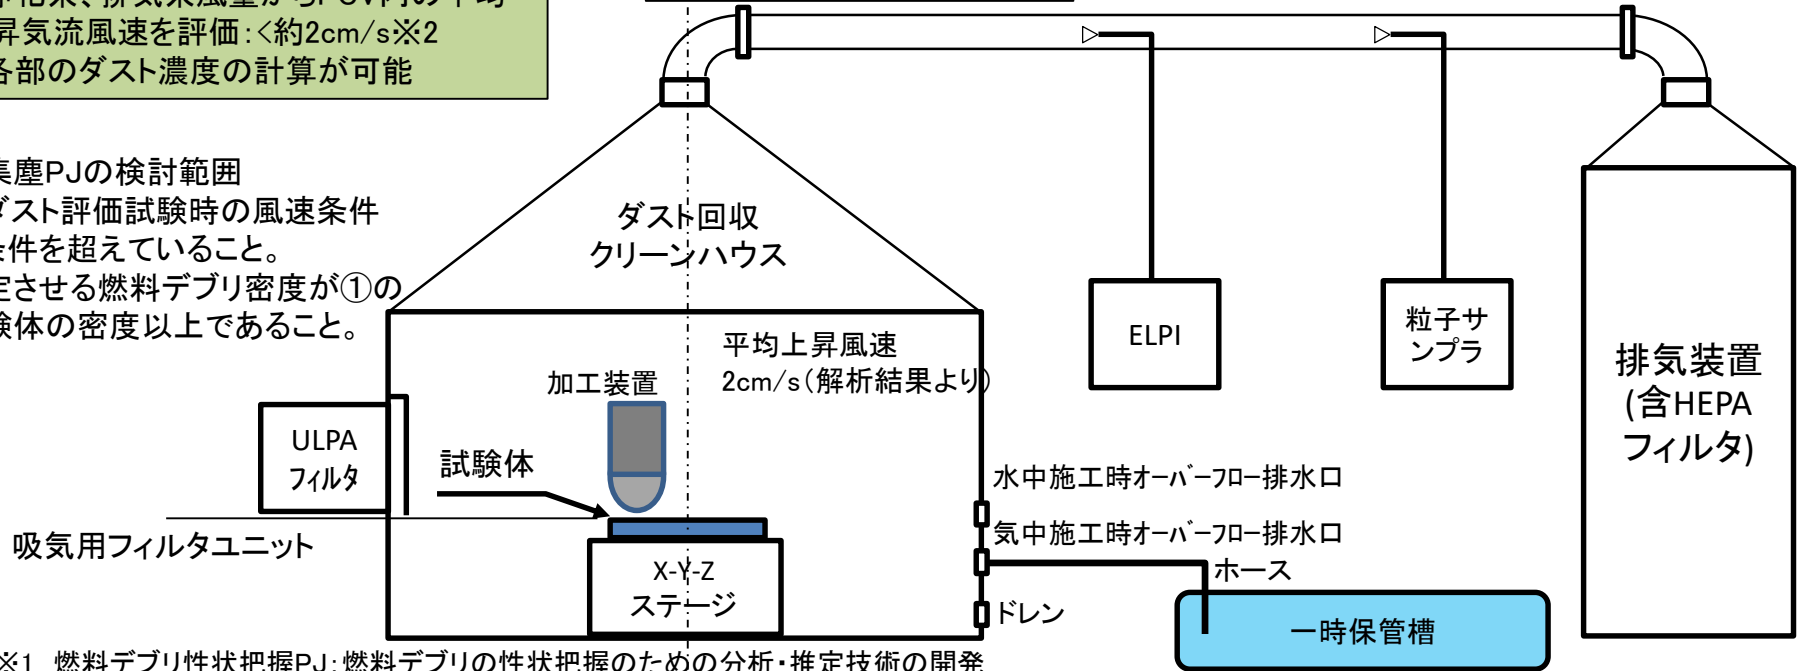 昇気流風速を評価：<約2cm/s※2
各部のダスト濃度の計算が可能
集塵PJの検討範囲
ダスト評価試験時の風速条件
条件を超えていること。
定させる燃料デブリ密度が①の
験体の密度以上であること。
ダスト回収
クリーンハウス
平均上昇風速
2cm/s（解析結果より）
加工装置
ULPA
フィルタ
試験体
吸気用フィルタユニット
X-Y-Z
ステージ
ELPI
粒子サ
ンプラ
排気装置
(含HEPA
フィルタ)
水中施工時ｵｰﾊﾞｰﾌﾛｰ排水口
気中施工時ｵｰﾊﾞｰﾌﾛｰ排水口
ホース
ドレン
一時保管槽
※1 燃料デブリ性状把握PJ：燃料デブリの性状把握のための分析・推定技術の開発